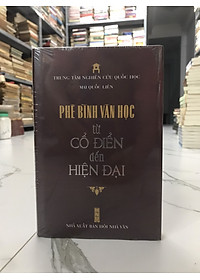 TRUNG TÂM NGHIÊN CỨU QUỐC HỌC
MAI QUỐC LIÊN
PHÊ BÌNH VĂN HỌC
từ
CỔ ĐIỂN
đến
HIỆN ĐẠI
NHÀ XUẤT BẢN HỘI NHÀ VĂN